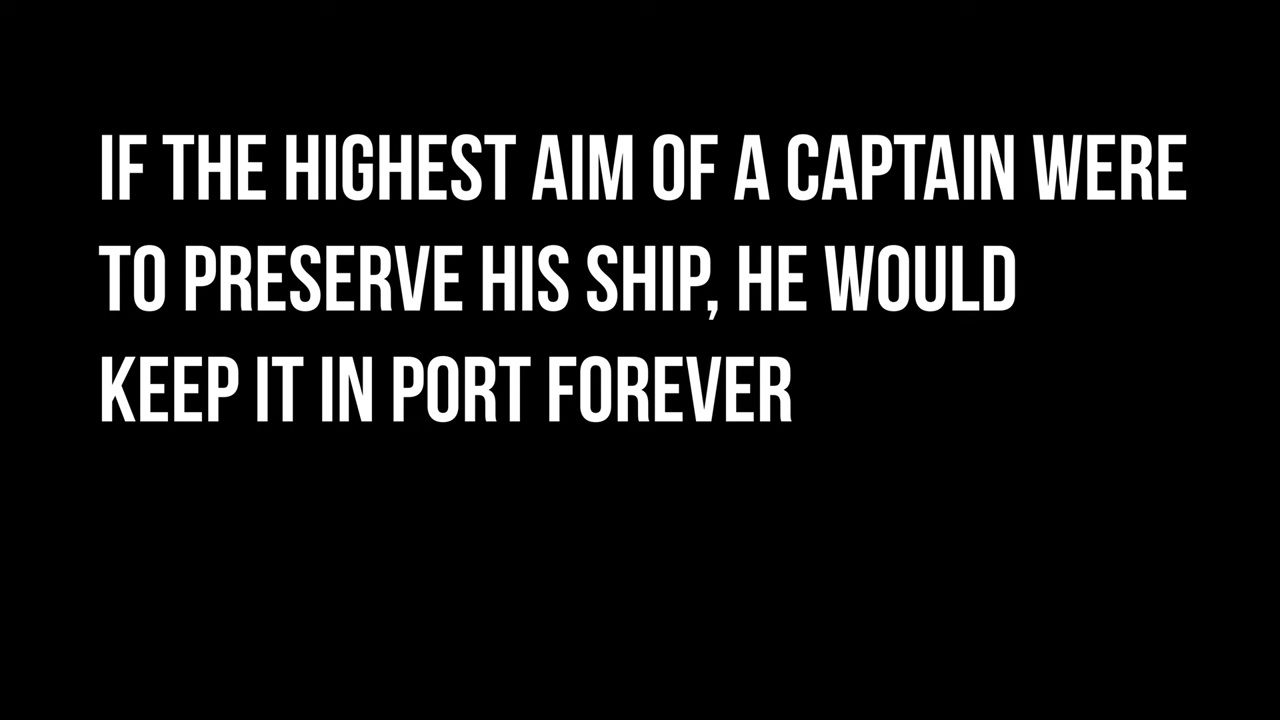 IF THE HIGHEST AIM OF A CAPTAIN WERE
TO PRESERVE HIS SHIP, HE WOULD
KEEP IT IN PORT FOREVER